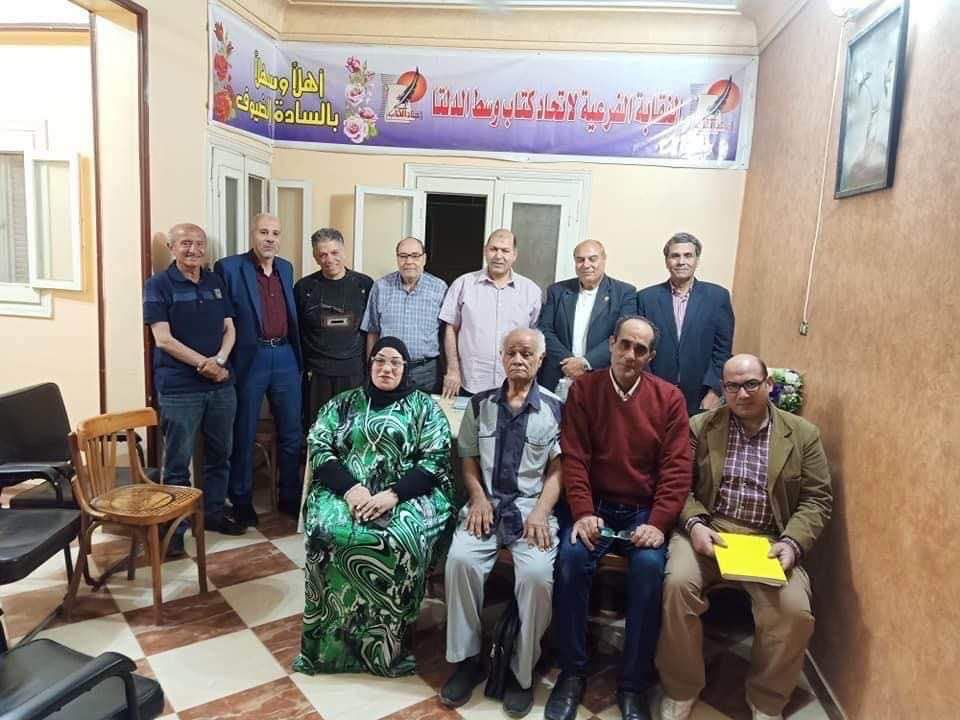 النقابة الفرعية لاتحاد كتاب وسط الدلتا
أهلاً وسهلاً
بالسادة الضيوف